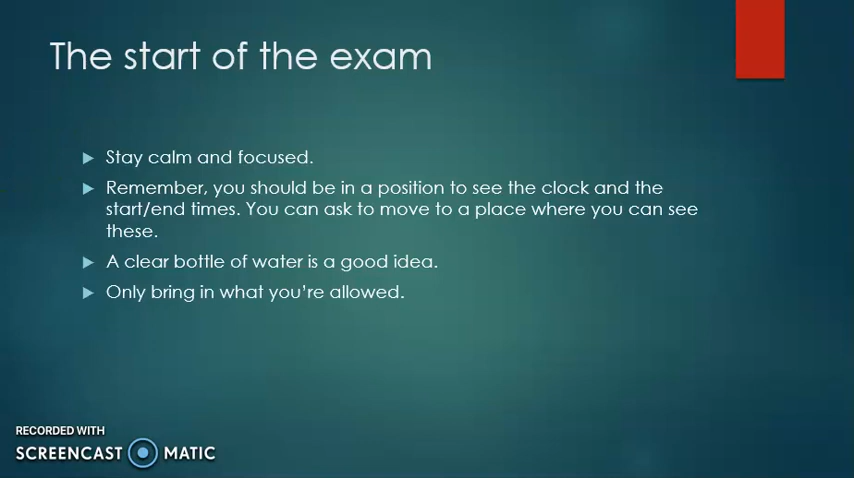 The start of the exam
Stay calm and focused.
Remember, you should be in a position to see the clock and the
start/end times. You can ask to move to a place where you can see
these.
A clear bottle of water is a good idea.
Only bring in what you're allowed.
RECORDED WITH
SCREENCAST MATIC